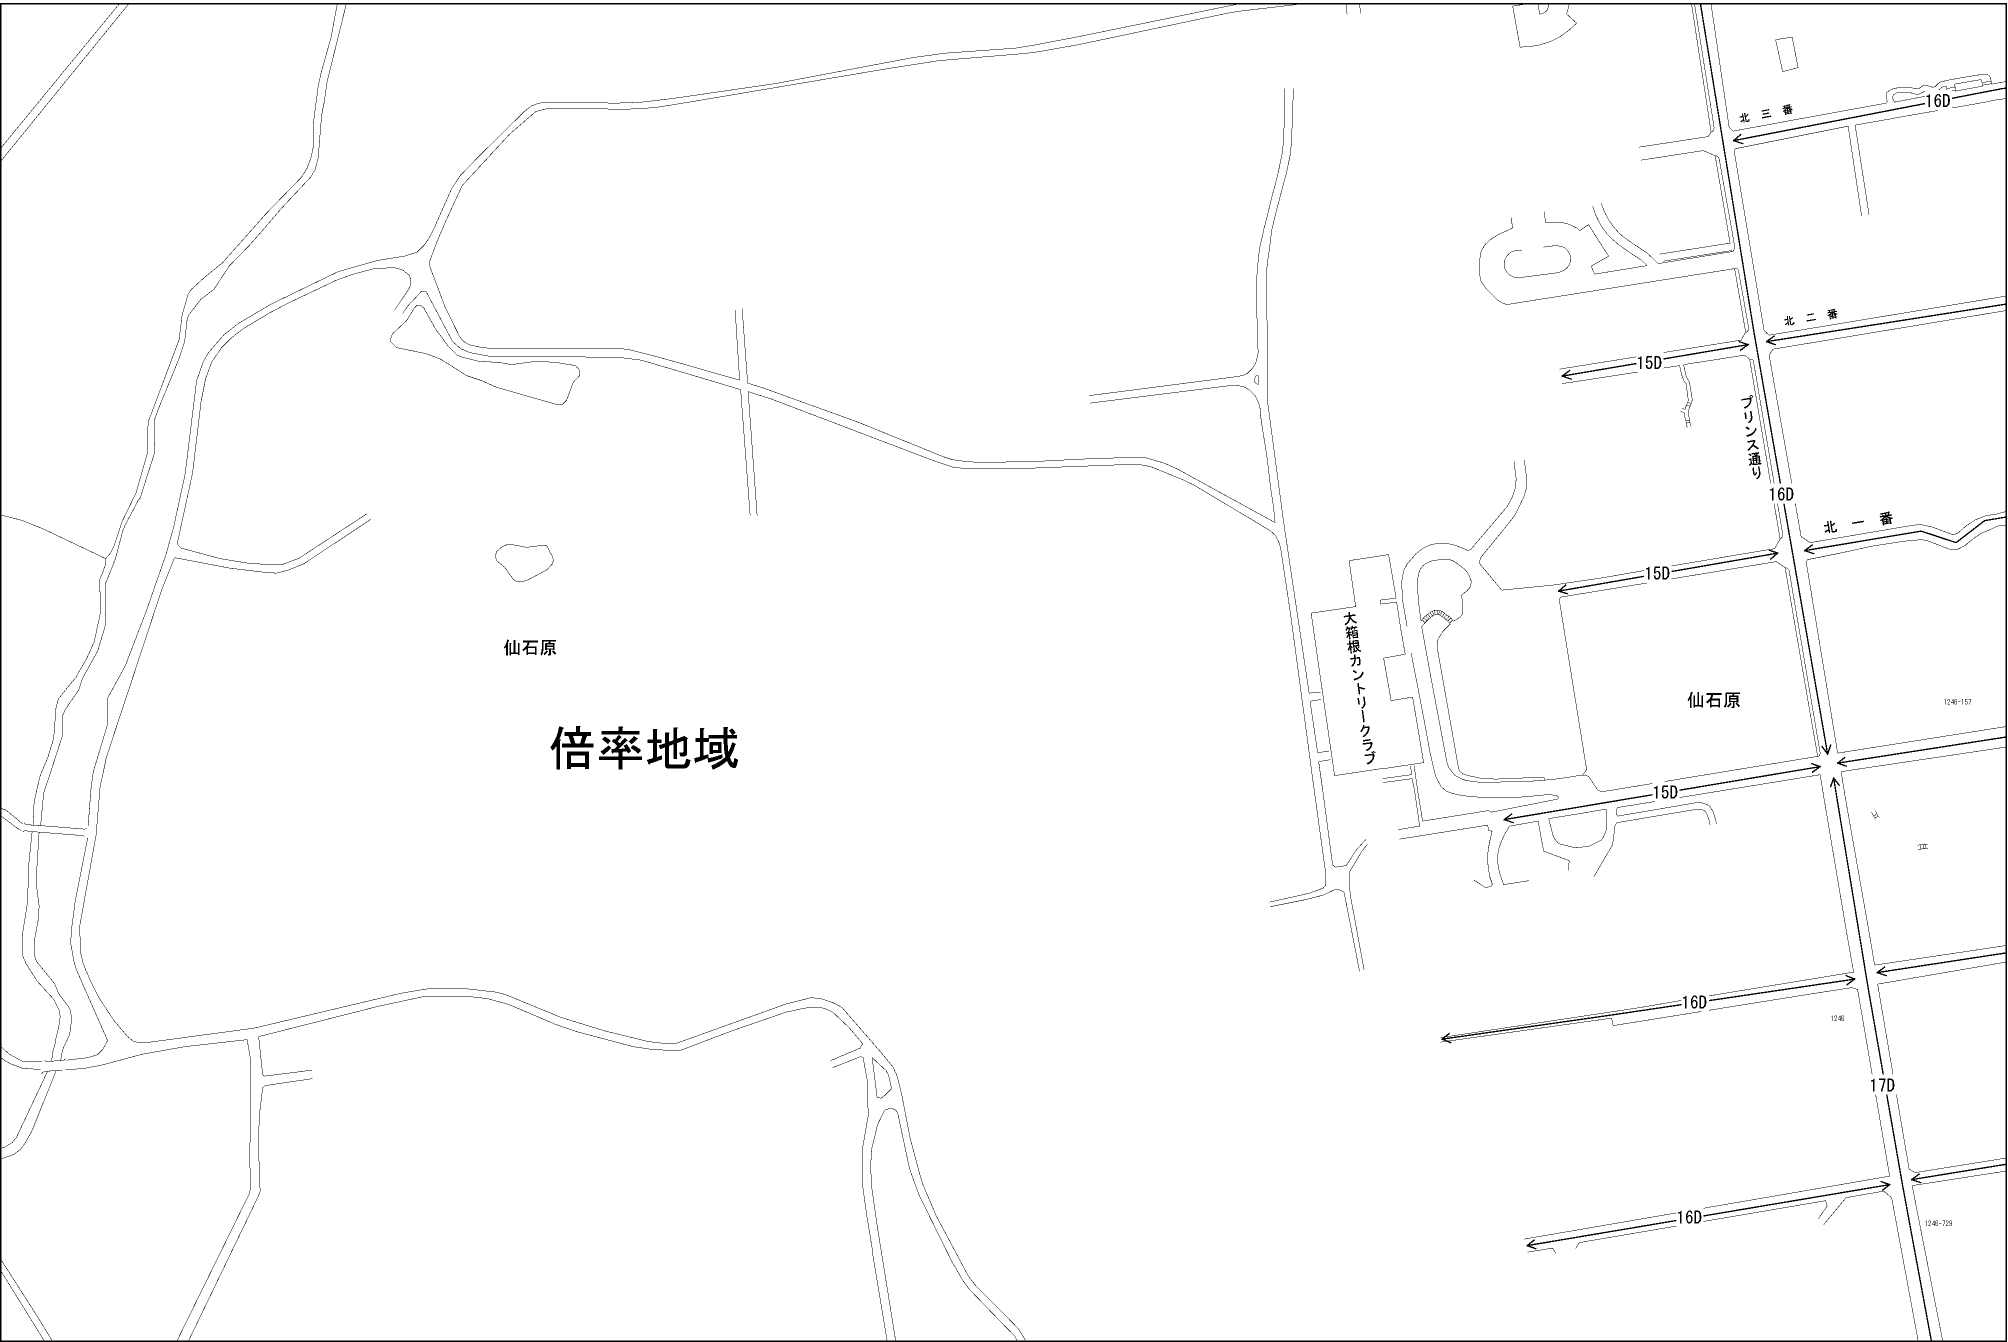 16D
北三番
北二番
15D
プリンス通り
16D
北一番
15D
大箱根カントリークラブ
仙石原
仙石原
1246-157
倍率地域
15D
16D
1246
17D
16D
1246-729